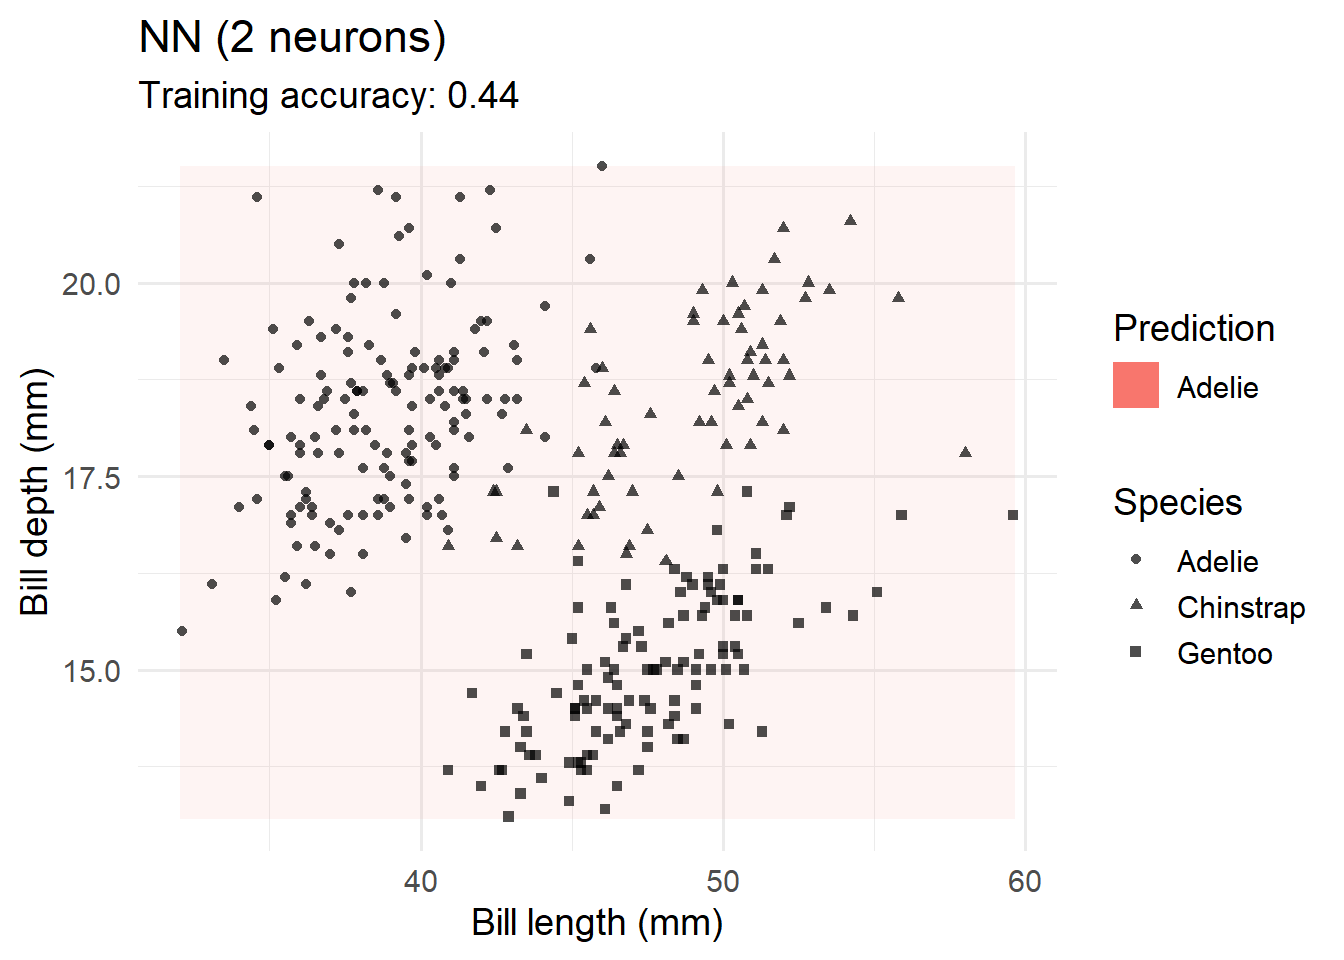 NN (2 neurons)
Training accuracy: 0.44
Bill depth (mm)
20.0
17.5
15.0
40
50
60
Bill length (mm)
Prediction
Adelie
Species
Adelie
Chinstrap
Gentoo